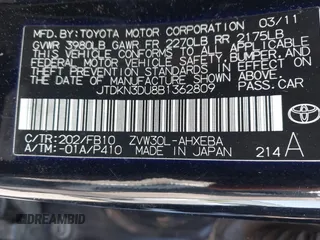 MFD. BY TOYOTA MOTOR CORPORATION 03/11
GVWR 3980LB GAWR FR 2270LB RR 2175LB
THIS VEHICLE CONFORMS TO ALL APPLICABLE
FEDERAL MOTOR VEHICLE SAFETY, BUMPER, AND
THEFT PREVENTION STANDARDS IN EFFECT ON
THE DATE OF MANUFACTURE SHOWN ABOVE.
JTDKN3DU8B1362809 PASS.CAR
C/TR: 202/FB10 ZVW30L-AHXEBA
A/TM: -01A/P410 MADE IN JAPAN 214 A
TOYOTA
DREAMBID